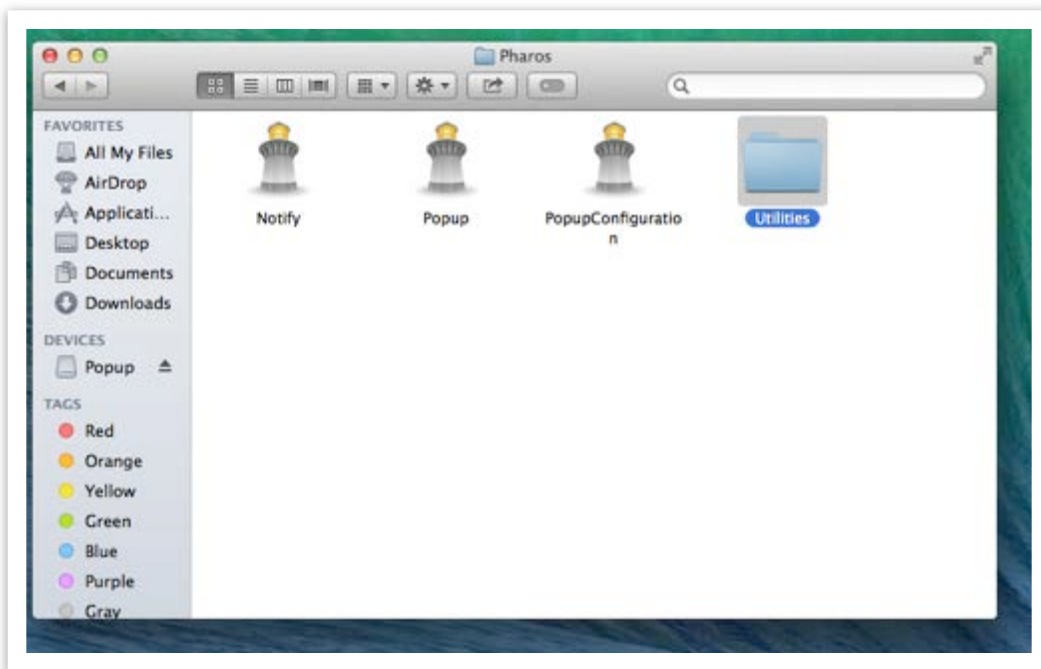 Pharos
FAVORITES
All My Files
AirDrop
Applicati...
Desktop
Documents
Downloads
DEVICES
Popup
TAGS
Red
Orange
Yellow
Green
Blue
Purple
Gray
Notify
Popup
PopupConfiguratio
n
Utilities